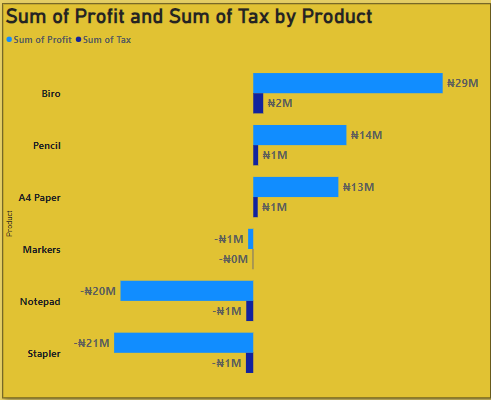 Sum of Profit and Sum of Tax by Product
Sum of Profit Sum of Tax
Product
Biro
₦29M
₦2M
Pencil
₦14M
₦1M
A4 Paper
₦13M
₦1M
Markers
-₦1M
-₦0M
Notepad
-₦20M
-₦1M
Stapler
-₦21M
-₦1M